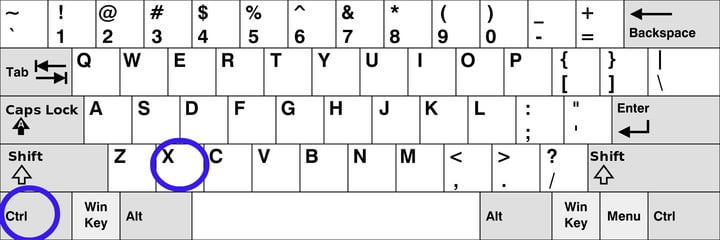 ~ ! @ # $ % ^ & * ( ) _ +
` 1 2 3 4 5 6 7 8 9 0 - = Backspace
Tab Q W E R T Y U I O P { } |
[ ] \
Caps Lock A S D F G H J K L : " Enter
; '
Shift Z X C V B N M < > ? Shift
, . /
Ctrl Win Key Alt Alt Win Key Menu Ctrl